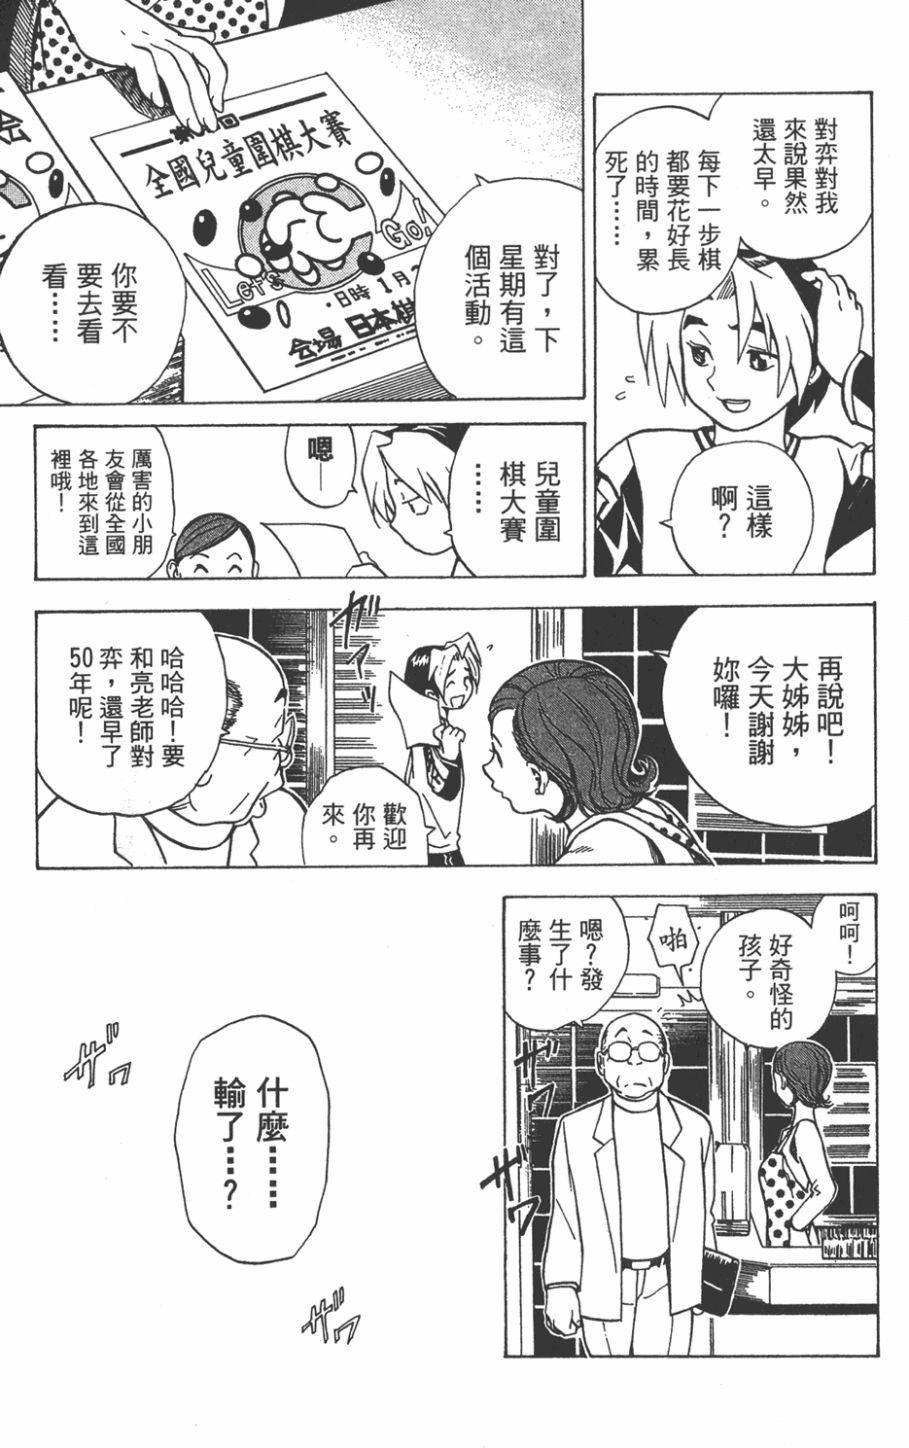 對弈對我
來說果然
還太早。
每下一步棋
都要花好長
的時間，累
死了……
這樣
啊？
對了，下
星期有這
個活動。
你要不
要去看
看……
全國兒童圍棋大賽
Let's Go!
日時 1月
会場 日本棋
会
兒童圍
棋大賽
……
嗯…
厲害的小朋
友會從全國
各地來到這
裡哦！
再說吧！
大姊姊，
今天謝謝
妳囉！
ガラ
歡迎
你再
來。
哈哈哈！要
和亮老師對
弈，還早了
50年呢！
呵呵！
好奇怪的
孩子。
啪
嗯？發
生了什
麼事？
ザワ
ザワ
什麼……
輸了……？
ザワ
ザワ